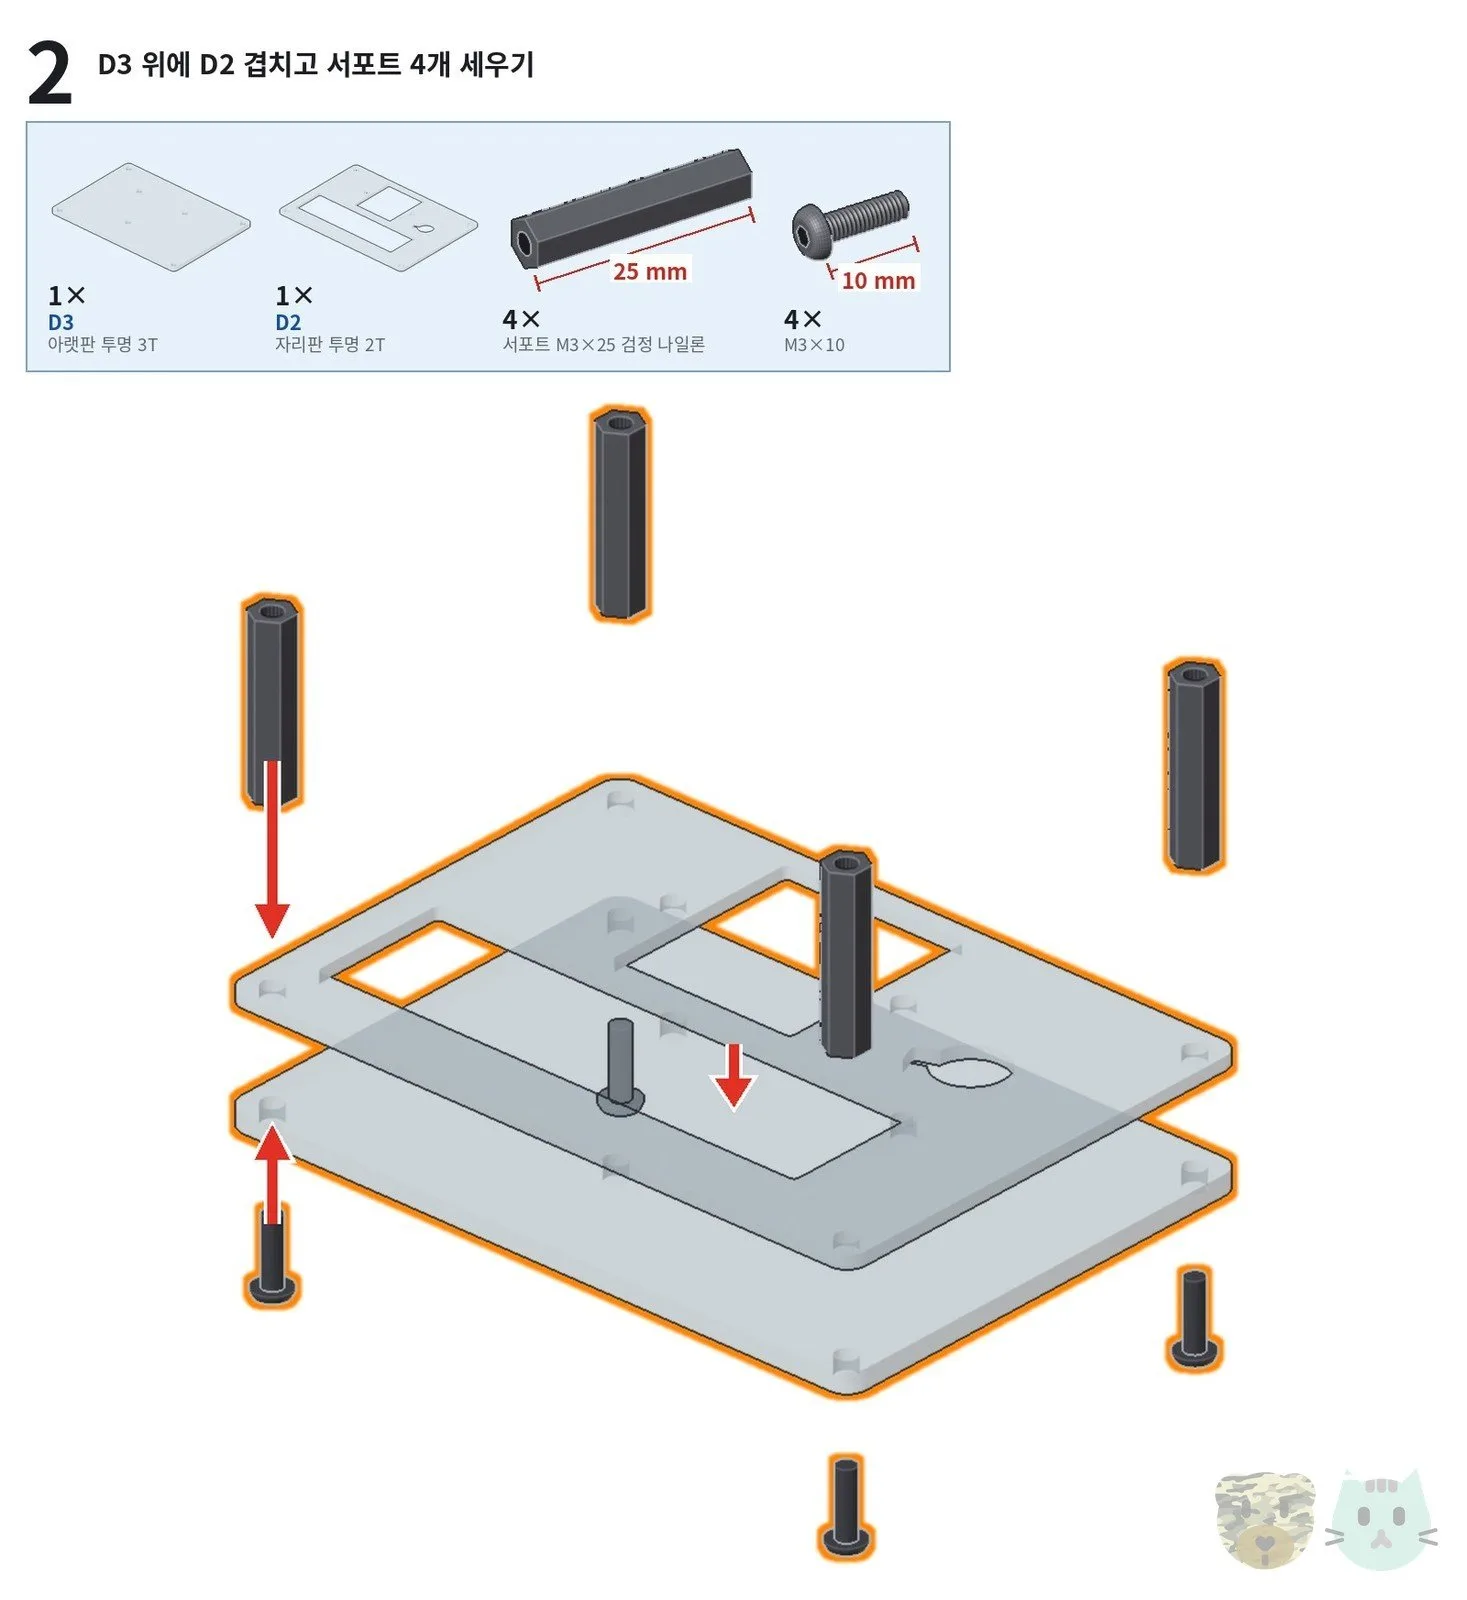 2
D3 위에 D2 겹치고 서포트 4개 세우기
25 mm
10 mm
1×
D3
아랫판 투명 3T
1×
D2
자리판 투명 2T
4×
서포트 M3×25 검정 나일론
4×
M3×10